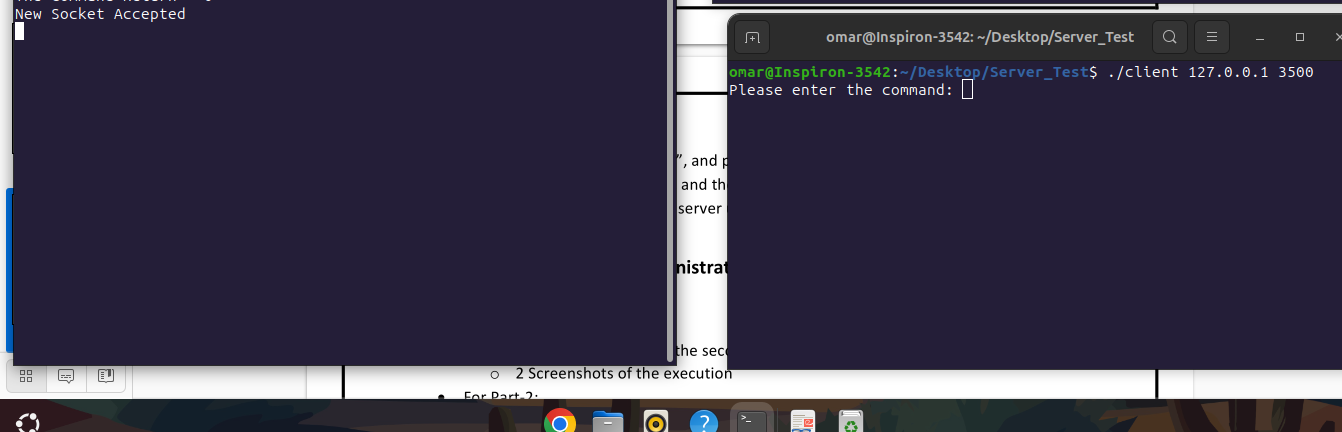 New Socket Accepted
omar@Inspiron-3542: ~/Desktop/Server_Test
omar@Inspiron-3542:~/Desktop/Server_Test$ ./client 127.0.0.1 3500
Please enter the command:
”, and p
and th
server
nistrat
the seco
o 2 Screenshots of the execution
• For Part-2: